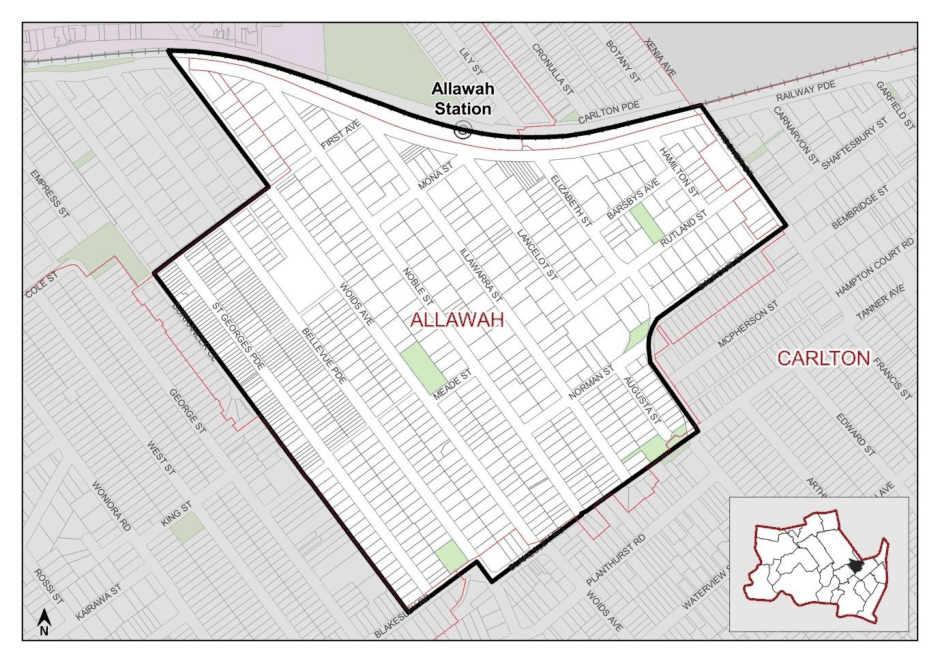 LILY ST
CRONULLA ST
BOTANY ST
XENIA AVE
Allawah
Station
CARLTON PDE
RAILWAY PDE
GARFIELD ST
CARNARVON ST
SHAFTESBURY ST
FIRST AVE
MONA ST
HAMILTON ST
ELIZABETH ST
BARSBYS AVE
RUTLAND ST
EMPRESS ST
BEMBRIDGE ST
LANCELOT ST
ILLAWARRA ST
NOBLE ST
WOIDS AVE
HAMPTON COURT RD
TANNER AVE
COLE ST
ST GEORGES PDE
BELLEVUE PDE
ALLAWAH
MCPHERSON ST
CARLTON
MEADE ST
NORMAN ST
AUGUSTA ST
FRANCIS ST
GEORGE ST
EDWARD ST
WEST ST
WONIORA RD
KING ST
AVE
PLANTHURST RD
ROSSI ST
KAIRAWA ST
WATERVIEW
WOIDS AVE
N